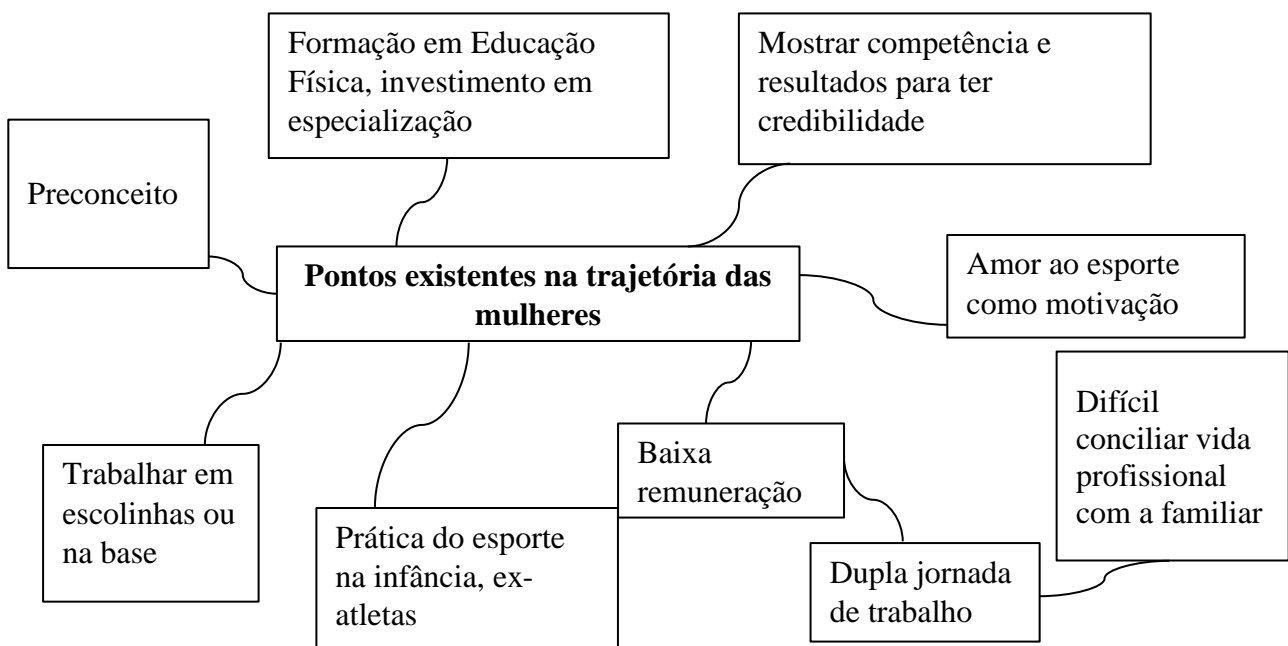 Formação em Educação
Física, investimento em
especialização
Mostrar competência e
resultados para ter
credibilidade
Preconceito
Pontos existentes na trajetória das
mulheres
Amor ao esporte
como motivação
Trabalhar em
escolinhas ou
na base
Prática do esporte
na infância, ex-
atletas
Baixa
remuneração
Dupla jornada
de trabalho
Difícil
conciliar vida
profissional
com a familiar